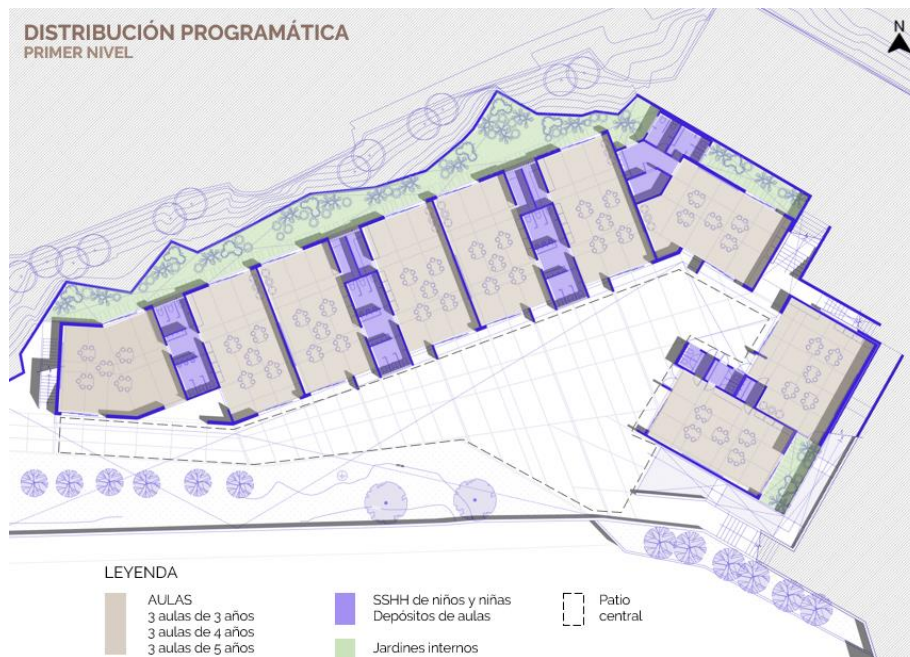 DISTRIBUCIÓN PROGRAMÁTICA
PRIMER NIVEL
N
LEYENDA
AULAS
3 aulas de 3 años
3 aulas de 4 años
3 aulas de 5 años
SSHH de niños y niñas
Depósitos de aulas
Jardines internos
Patio
central